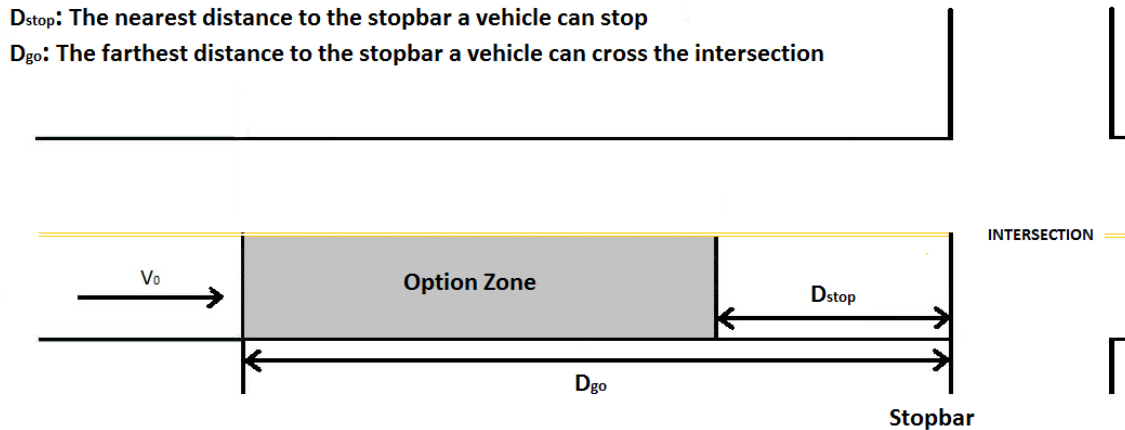 Dstop: The nearest distance to the stopbar a vehicle can stop
Dgo: The farthest distance to the stopbar a vehicle can cross the intersection
INTERSECTION
V0
Option Zone
Dstop
Dgo
Stopbar